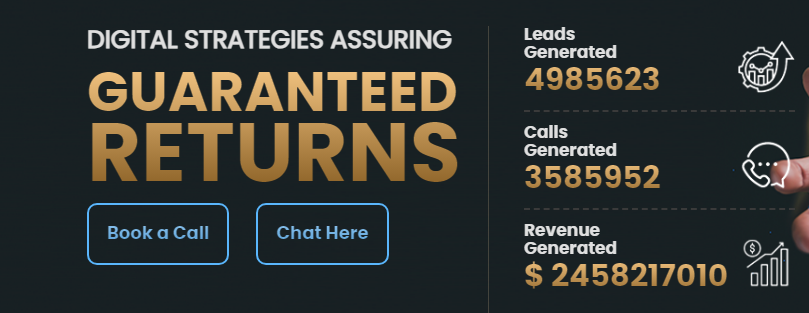 DIGITAL STRATEGIES ASSURING
GUARANTEED
RETURNS
Book a Call
Chat Here
Leads
Generated
4985623
Calls
Generated
3585952
Revenue
Generated
$ 2458217010